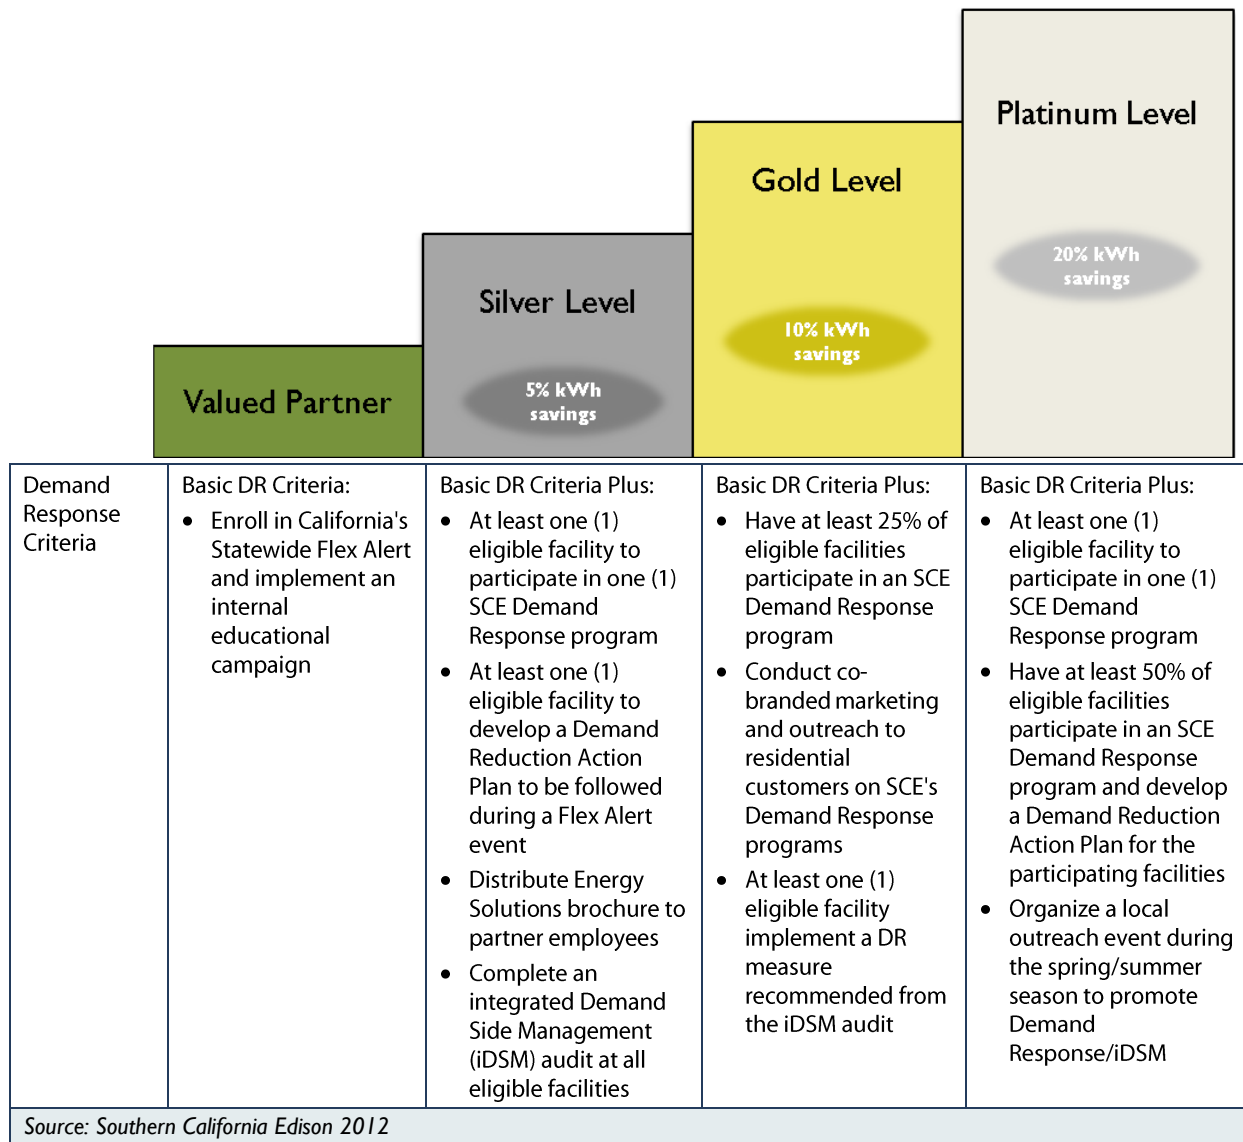 Platinum Level
Gold Level
20% kWh
savings
Silver Level
10% kWh
savings
5% kWh
savings
Valued Partner
Demand
Response
Criteria
Basic DR Criteria:
• Enroll in California's
Statewide Flex Alert
and implement an
internal
educational
campaign
Basic DR Criteria Plus:
• At least one (1)
eligible facility to
participate in one (1)
SCE Demand
Response program
• At least one (1)
eligible facility to
develop a Demand
Reduction Action
Plan to be followed
during a Flex Alert
event
• Distribute Energy
Solutions brochure to
partner employees
• Complete an
integrated Demand
Side Management
(iDSM) audit at all
eligible facilities
Basic DR Criteria Plus:
• Have at least 25% of
eligible facilities
participate in an SCE
Demand Response
program
• Conduct co-
branded marketing
and outreach to
residential
customers on SCE's
Demand Response
programs
• At least one (1)
eligible facility
implement a DR
measure
recommended from
the iDSM audit
Basic DR Criteria Plus:
• At least one (1)
eligible facility to
participate in one (1)
SCE Demand
Response program
• Have at least 50% of
eligible facilities
participate in an SCE
Demand Response
program and develop
a Demand Reduction
Action Plan for the
participating facilities
• Organize a local
outreach event during
the spring/summer
season to promote
Demand
Response/iDSM
Source: Southern California Edison 2012